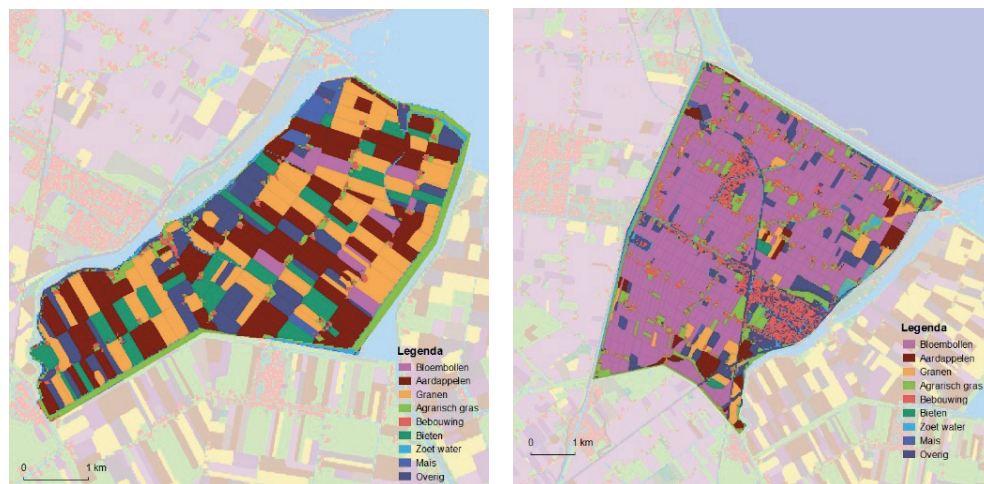 Legenda
Bloembollen
Aardappelen
Granen
Agrarisch gras
Bebouwing
Bieten
Zoet water
Mais
Overig
0 1 km
Legenda
Bloembollen
Aardappelen
Granen
Agrarisch gras
Bebouwing
Bieten
Zoet water
Mais
Overig
0 1 km